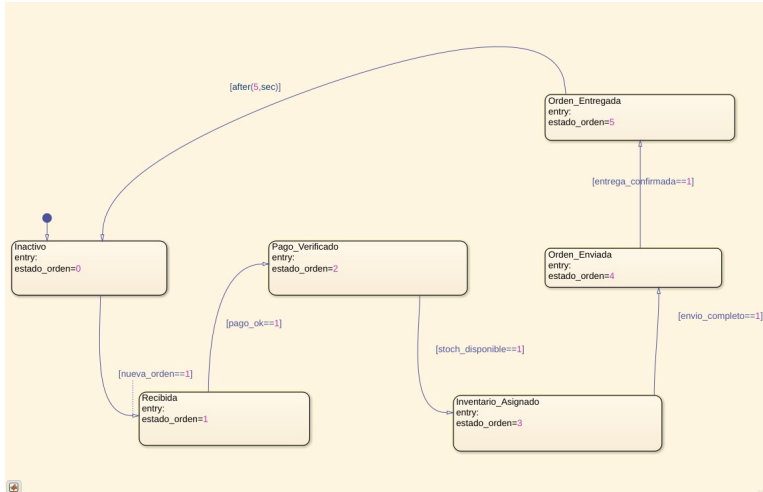 [after(5,sec)]
Orden_Entregada
entry:
estado_orden=5
[entrega_confirmada==1]
Inactivo
entry:
estado_orden=0
Pago_Verificado
entry:
estado_orden=2
Orden_Enviada
entry:
estado_orden=4
[pago_ok==1]
[envio_completo==1]
[stoch_disponible==1]
[nueva_orden==1]
Recibida
entry:
estado_orden=1
Inventario_Asignado
entry:
estado_orden=3